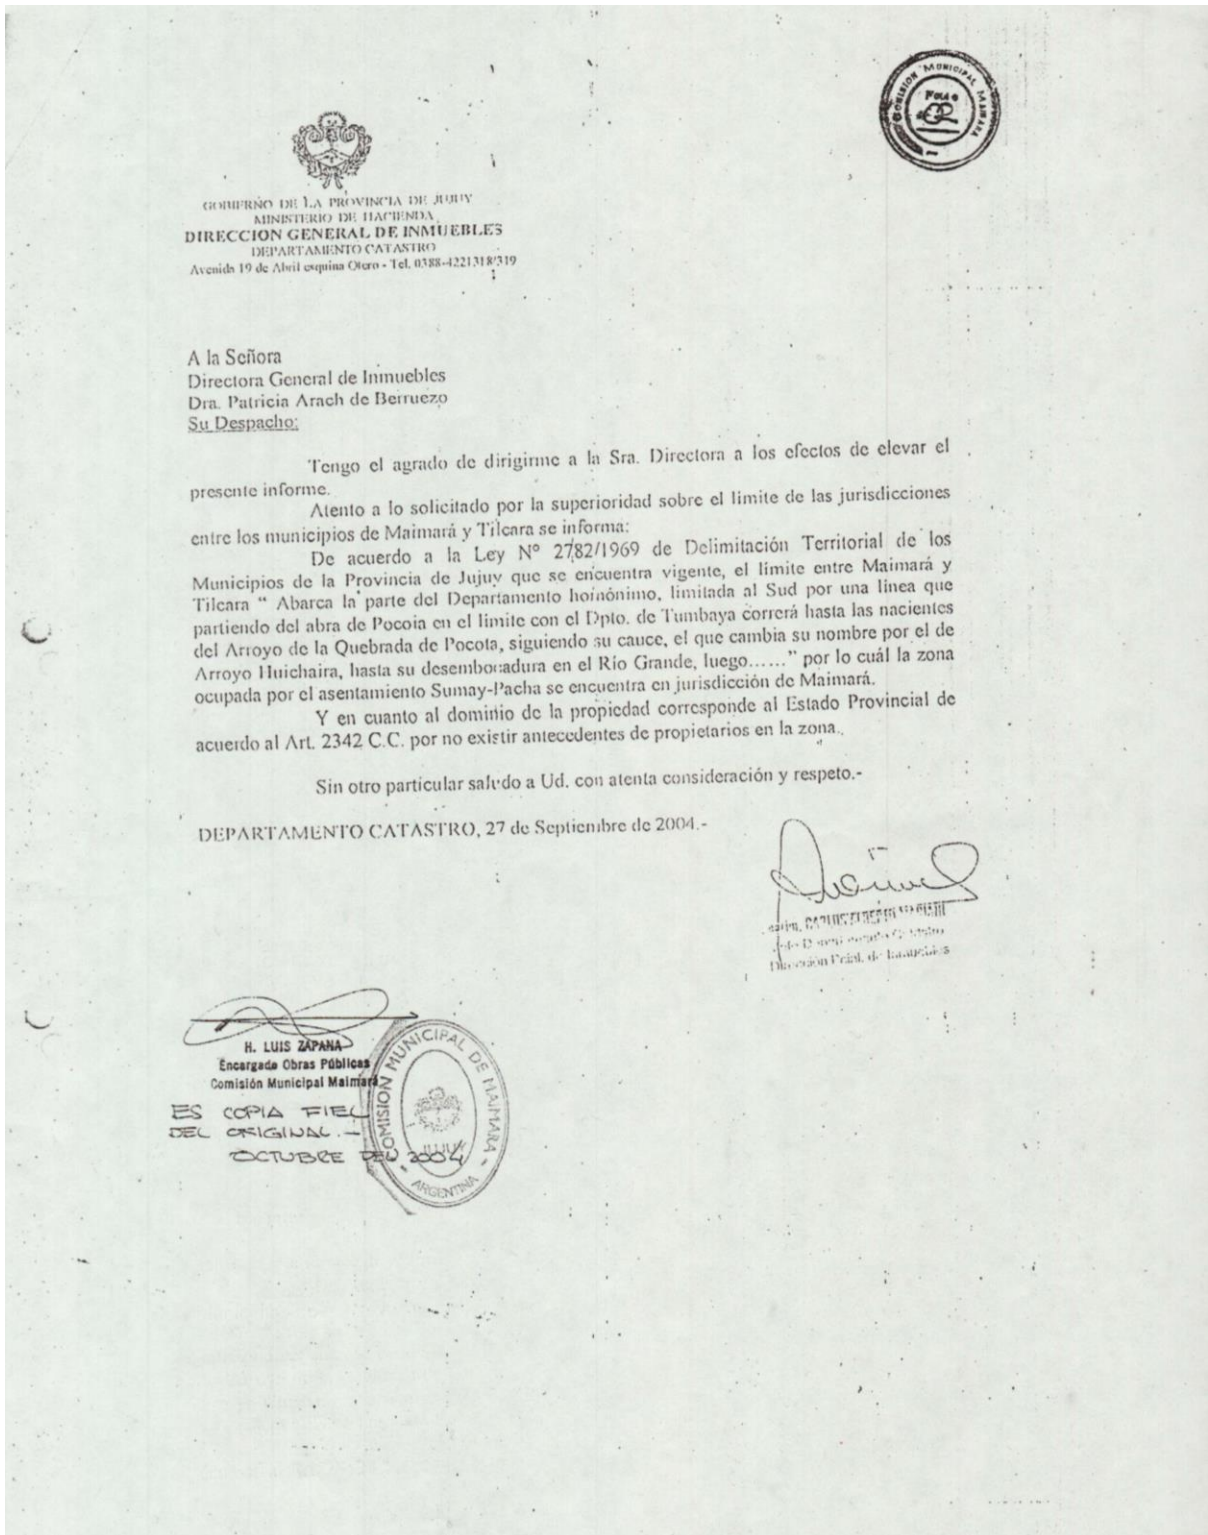 COMISION MUNICIPAL MAIMARA
Folio
GOBIERNO DE LA PROVINCIA DE JUJUY
MINISTERIO DE HACIENDA
DIRECCION GENERAL DE INMUEBLES
DEPARTAMENTO CATASTRO
Avenida 19 de Abril esquina Otero - Tel. 0388-4221318/319
A la Señora
Directora General de Inmuebles
Dra. Patricia Arach de Berruezo
Su Despacho:
Tengo el agrado de dirigirme a la Sra. Directora a los efectos de elevar el
presente informe.
Atento a lo solicitado por la superioridad sobre el límite de las jurisdicciones
entre los municipios de Maimará y Tilcara se informa:
De acuerdo a la Ley N° 2782/1969 de Delimitación Territorial de los
Municipios de la Provincia de Jujuy que se encuentra vigente, el límite entre Maimará y
Tilcara “ Abarca la parte del Departamento homónimo, limitada al Sud por una línea que
partiendo del abra de Pocoia en el limite con el Dpto. de Tumbaya correrá hasta las nacientes
del Arroyo de la Quebrada de Pocota, siguiendo su cauce, el que cambia su nombre por el de
Arroyo Huichaira, hasta su desembocadura en el Río Grande, luego......” por lo cuál la zona
ocupada por el asentamiento Sumay-Pacha se encuentra en jurisdicción de Maimará.
Y en cuanto al dominio de la propiedad corresponde al Estado Provincial de
acuerdo al Art. 2342 C.C. por no existir antecedentes de propietarios en la zona.
Sin otro particular saludo a Ud. con atenta consideración y respeto.-
DEPARTAMENTO CATASTRO, 27 de Septiembre de 2004.-
Dirección Gral. de Inmuebles
H. LUIS ZAPANA
Encargado Obras Públicas
Comisión Municipal Maimará
ES COPIA FIEL
DEL ORIGINAL.-
OCTUBRE DEL 2004
COMISION MUNICIPAL DE MAIMARA
JUJUY
- ARGENTINA -